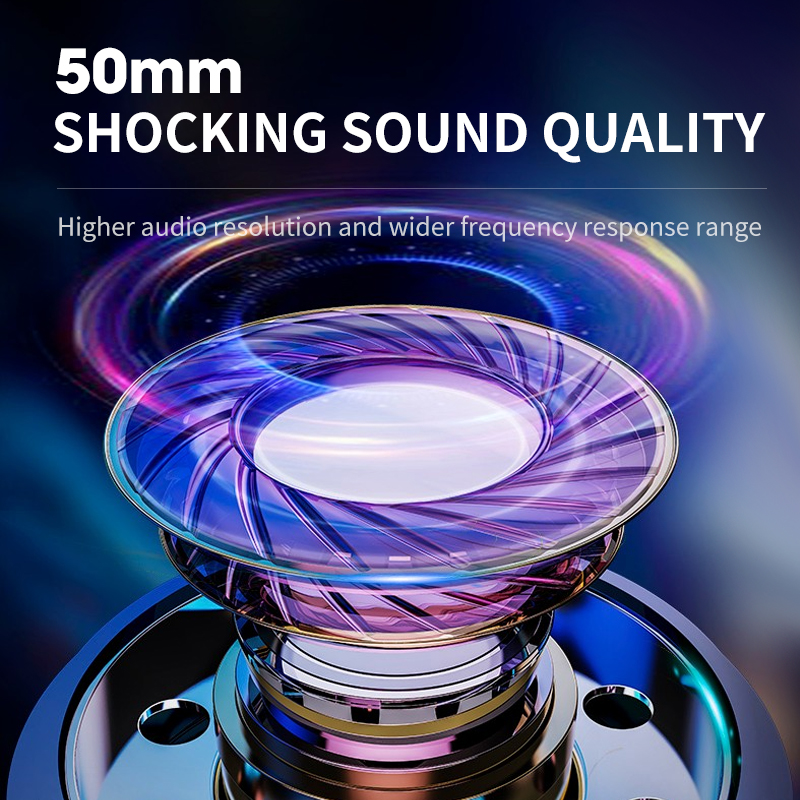 50mm
SHOCKING SOUND QUALITY
Higher audio resolution and wider frequency response range